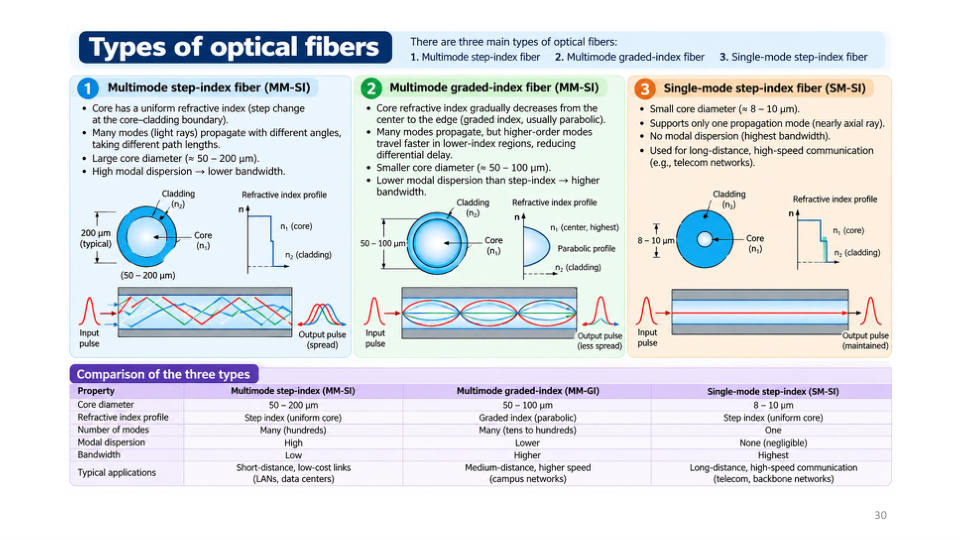 Types of optical fibers
There are three main types of optical fibers:
1. Multimode step-index fiber 2. Multimode graded-index fiber 3. Single-mode step-index fiber
1 Multimode step-index fiber (MM-SI)
• Core has a uniform refractive index (step change
at the core–cladding boundary).
• Many modes (light rays) propagate with different angles,
taking different path lengths.
• Large core diameter (≈ 50 – 200 μm).
• High modal dispersion → lower bandwidth.
Cladding
(n₂)
200 μm
(typical)
Core
(n₁)
(50 – 200 μm)
Refractive index profile
n
n₁ (core)
n₂ (cladding)
Input
pulse
Output pulse
(spread)
2 Multimode graded-index fiber (MM-SI)
• Core refractive index gradually decreases from the
center to the edge (graded index, usually parabolic).
• Many modes propagate, but higher-order modes
travel faster in lower-index regions, reducing
differential delay.
• Smaller core diameter (≈ 50 – 100 μm).
• Lower modal dispersion than step-index → higher
bandwidth.
Cladding
(n₂)
50 – 100 μm
Core
(n₁)
Refractive index profile
n
n₁ (center, highest)
Parabolic profile
n₂ (cladding)
Input
pulse
Output pulse
(less spread)
3 Single-mode step-index fiber (SM-SI)
• Small core diameter (≈ 8 – 10 μm).
• Supports only one propagation mode (nearly axial ray).
• No modal dispersion (highest bandwidth).
• Used for long-distance, high-speed communication
(e.g., telecom networks).
Cladding
(n₂)
8 – 10 μm
Core
(n₁)
Refractive index profile
n
n₁ (core)
n₂ (cladding)
Input
pulse
Output pulse
(maintained)
Comparison of the three types
Property Multimode step-index (MM-SI) Multimode graded-index (MM-GI) Single-mode step-index (SM-SI)
Core diameter 50 – 200 μm 50 – 100 μm 8 – 10 μm
Refractive index profile Step index (uniform core) Graded index (parabolic) Step index (uniform core)
Number of modes Many (hundreds) Many (tens to hundreds) One
Modal dispersion High Lower None (negligible)
Bandwidth Low Higher Highest
Typical applications Short-distance, low-cost links (LANs, data centers) Medium-distance, higher speed (campus networks) Long-distance, high-speed communication (telecom, backbone networks)
30